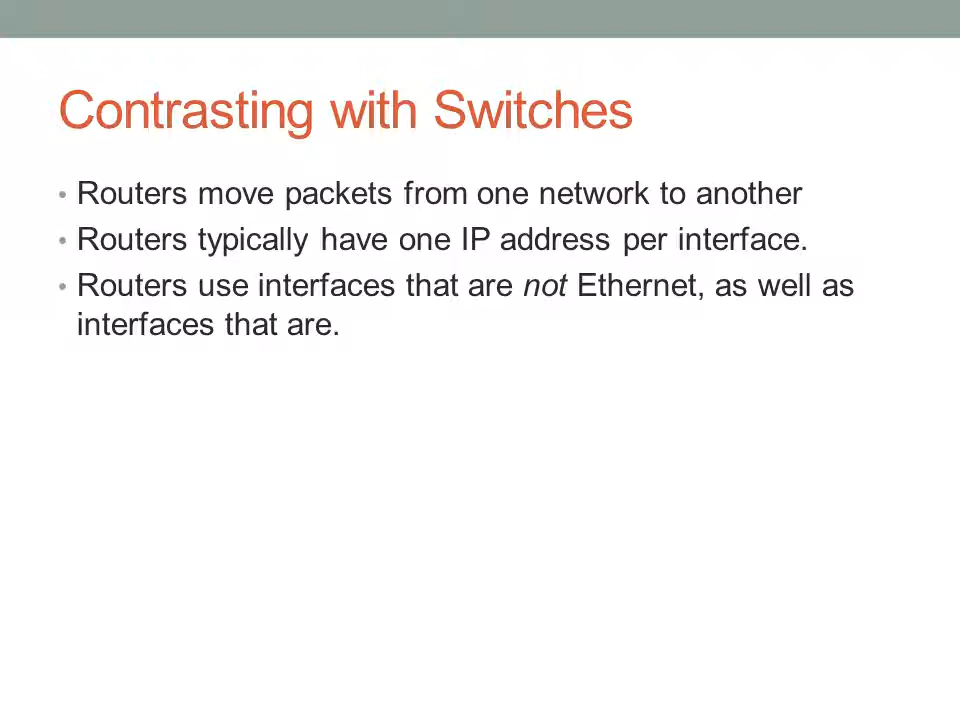 Contrasting with Switches
• Routers move packets from one network to another
• Routers typically have one IP address per interface.
• Routers use interfaces that are not Ethernet, as well as
interfaces that are.